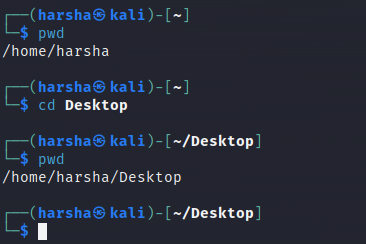 ┌──(harsha㉿kali)-[~]
└─$ pwd
/home/harsha
┌──(harsha㉿kali)-[~]
└─$ cd Desktop
┌──(harsha㉿kali)-[~/Desktop]
└─$ pwd
/home/harsha/Desktop
┌──(harsha㉿kali)-[~/Desktop]
└─$